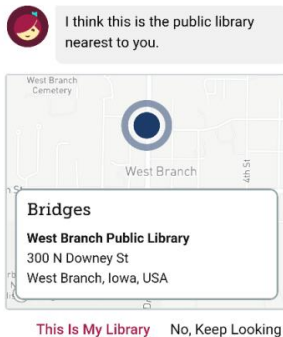 I think this is the public library
nearest to you.
West Branch
Cemetery
West Branch
4th St
Bridges
West Branch Public Library
300 N Downey St
West Branch, Iowa, USA
This Is My Library
No, Keep Looking